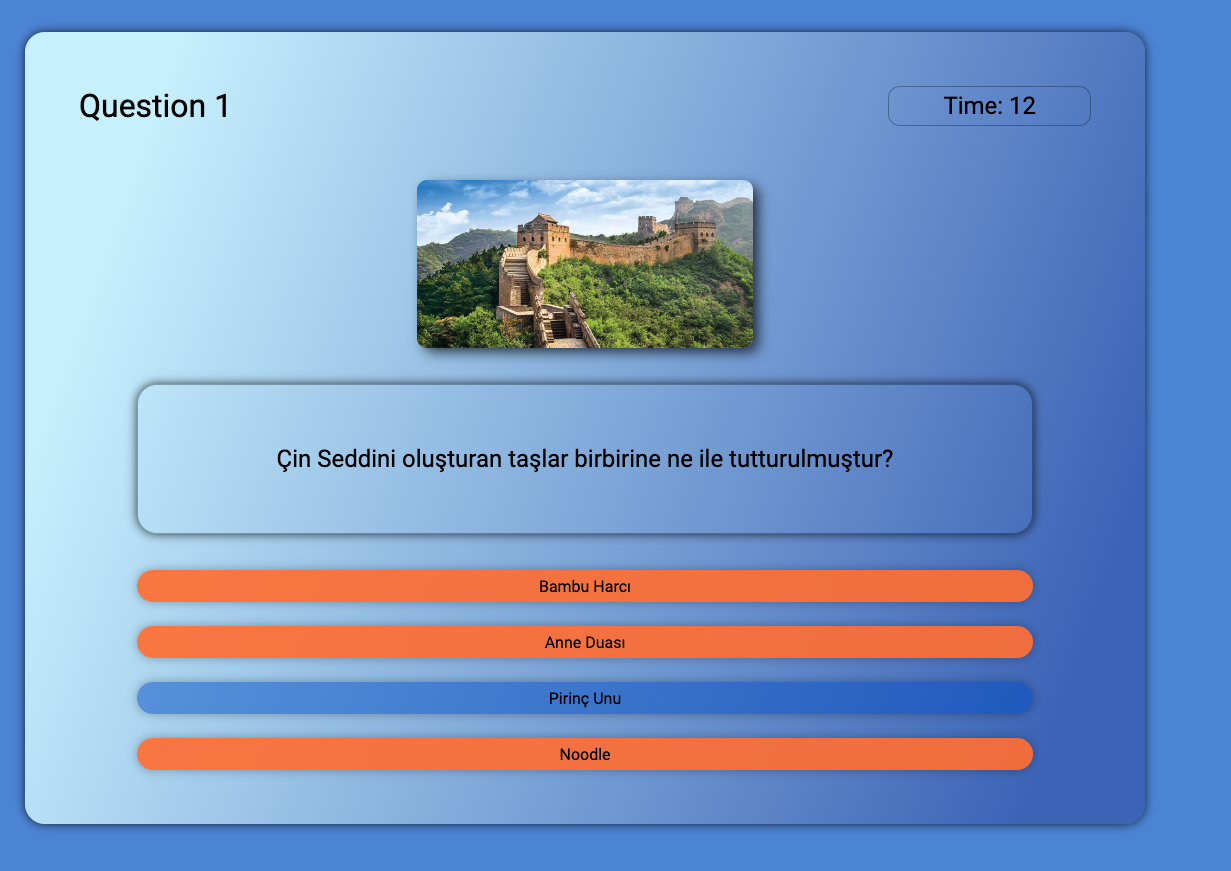 Question 1
Time: 12
Çin Seddini oluşturan taşlar birbirine ne ile tutturulmuştur?
Bambu Harcı
Anne Duası
Pirinç Unu
Noodle